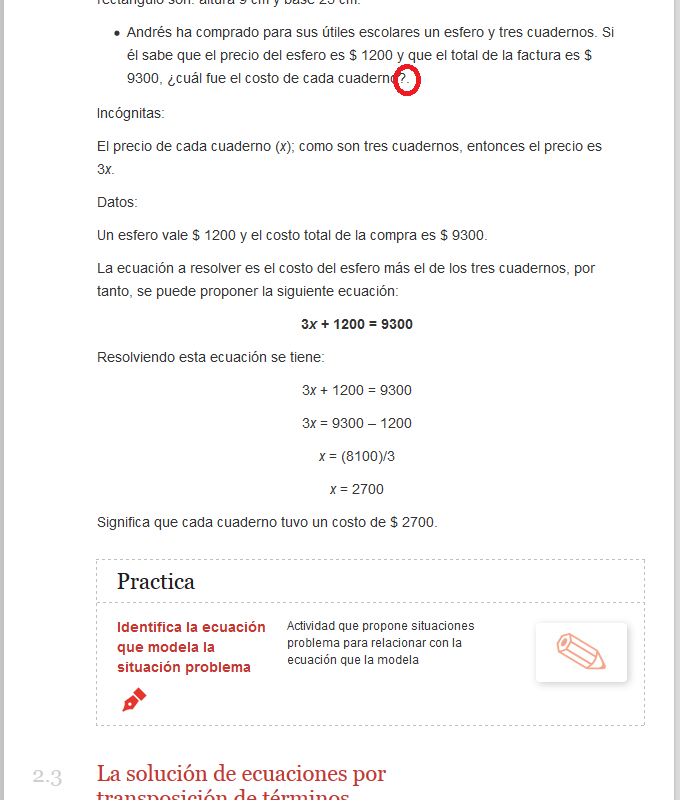 rectángulo son: altura 9 cm y base 25 cm.
• Andrés ha comprado para sus útiles escolares un esfero y tres cuadernos. Si
él sabe que el precio del esfero es $ 1200 y que el total de la factura es $
9300, ¿cuál fue el costo de cada cuaderno?.
Incógnitas:
El precio de cada cuaderno (x); como son tres cuadernos, entonces el precio es
3x.
Datos:
Un esfero vale $ 1200 y el costo total de la compra es $ 9300.
La ecuación a resolver es el costo del esfero más el de los tres cuadernos, por
tanto, se puede proponer la siguiente ecuación:
3x + 1200 = 9300
Resolviendo esta ecuación se tiene:
3x + 1200 = 9300
3x = 9300 – 1200
x = (8100)/3
x = 2700
Significa que cada cuaderno tuvo un costo de $ 2700.
Practica
Identifica la ecuación
que modela la
situación problema
Actividad que propone situaciones
problema para relacionar con la
ecuación que la modela
2.3 La solución de ecuaciones por
transposición de términos